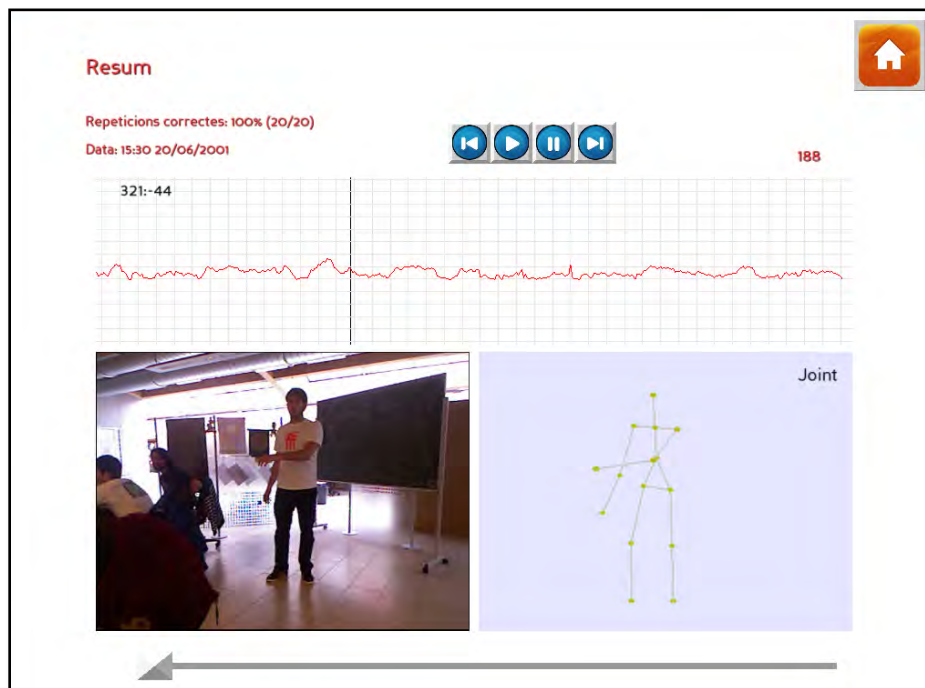 Resum
Repeticions correctes: 100% (20/20)
Data: 15:30 20/06/2001
188
321:-44
Joint